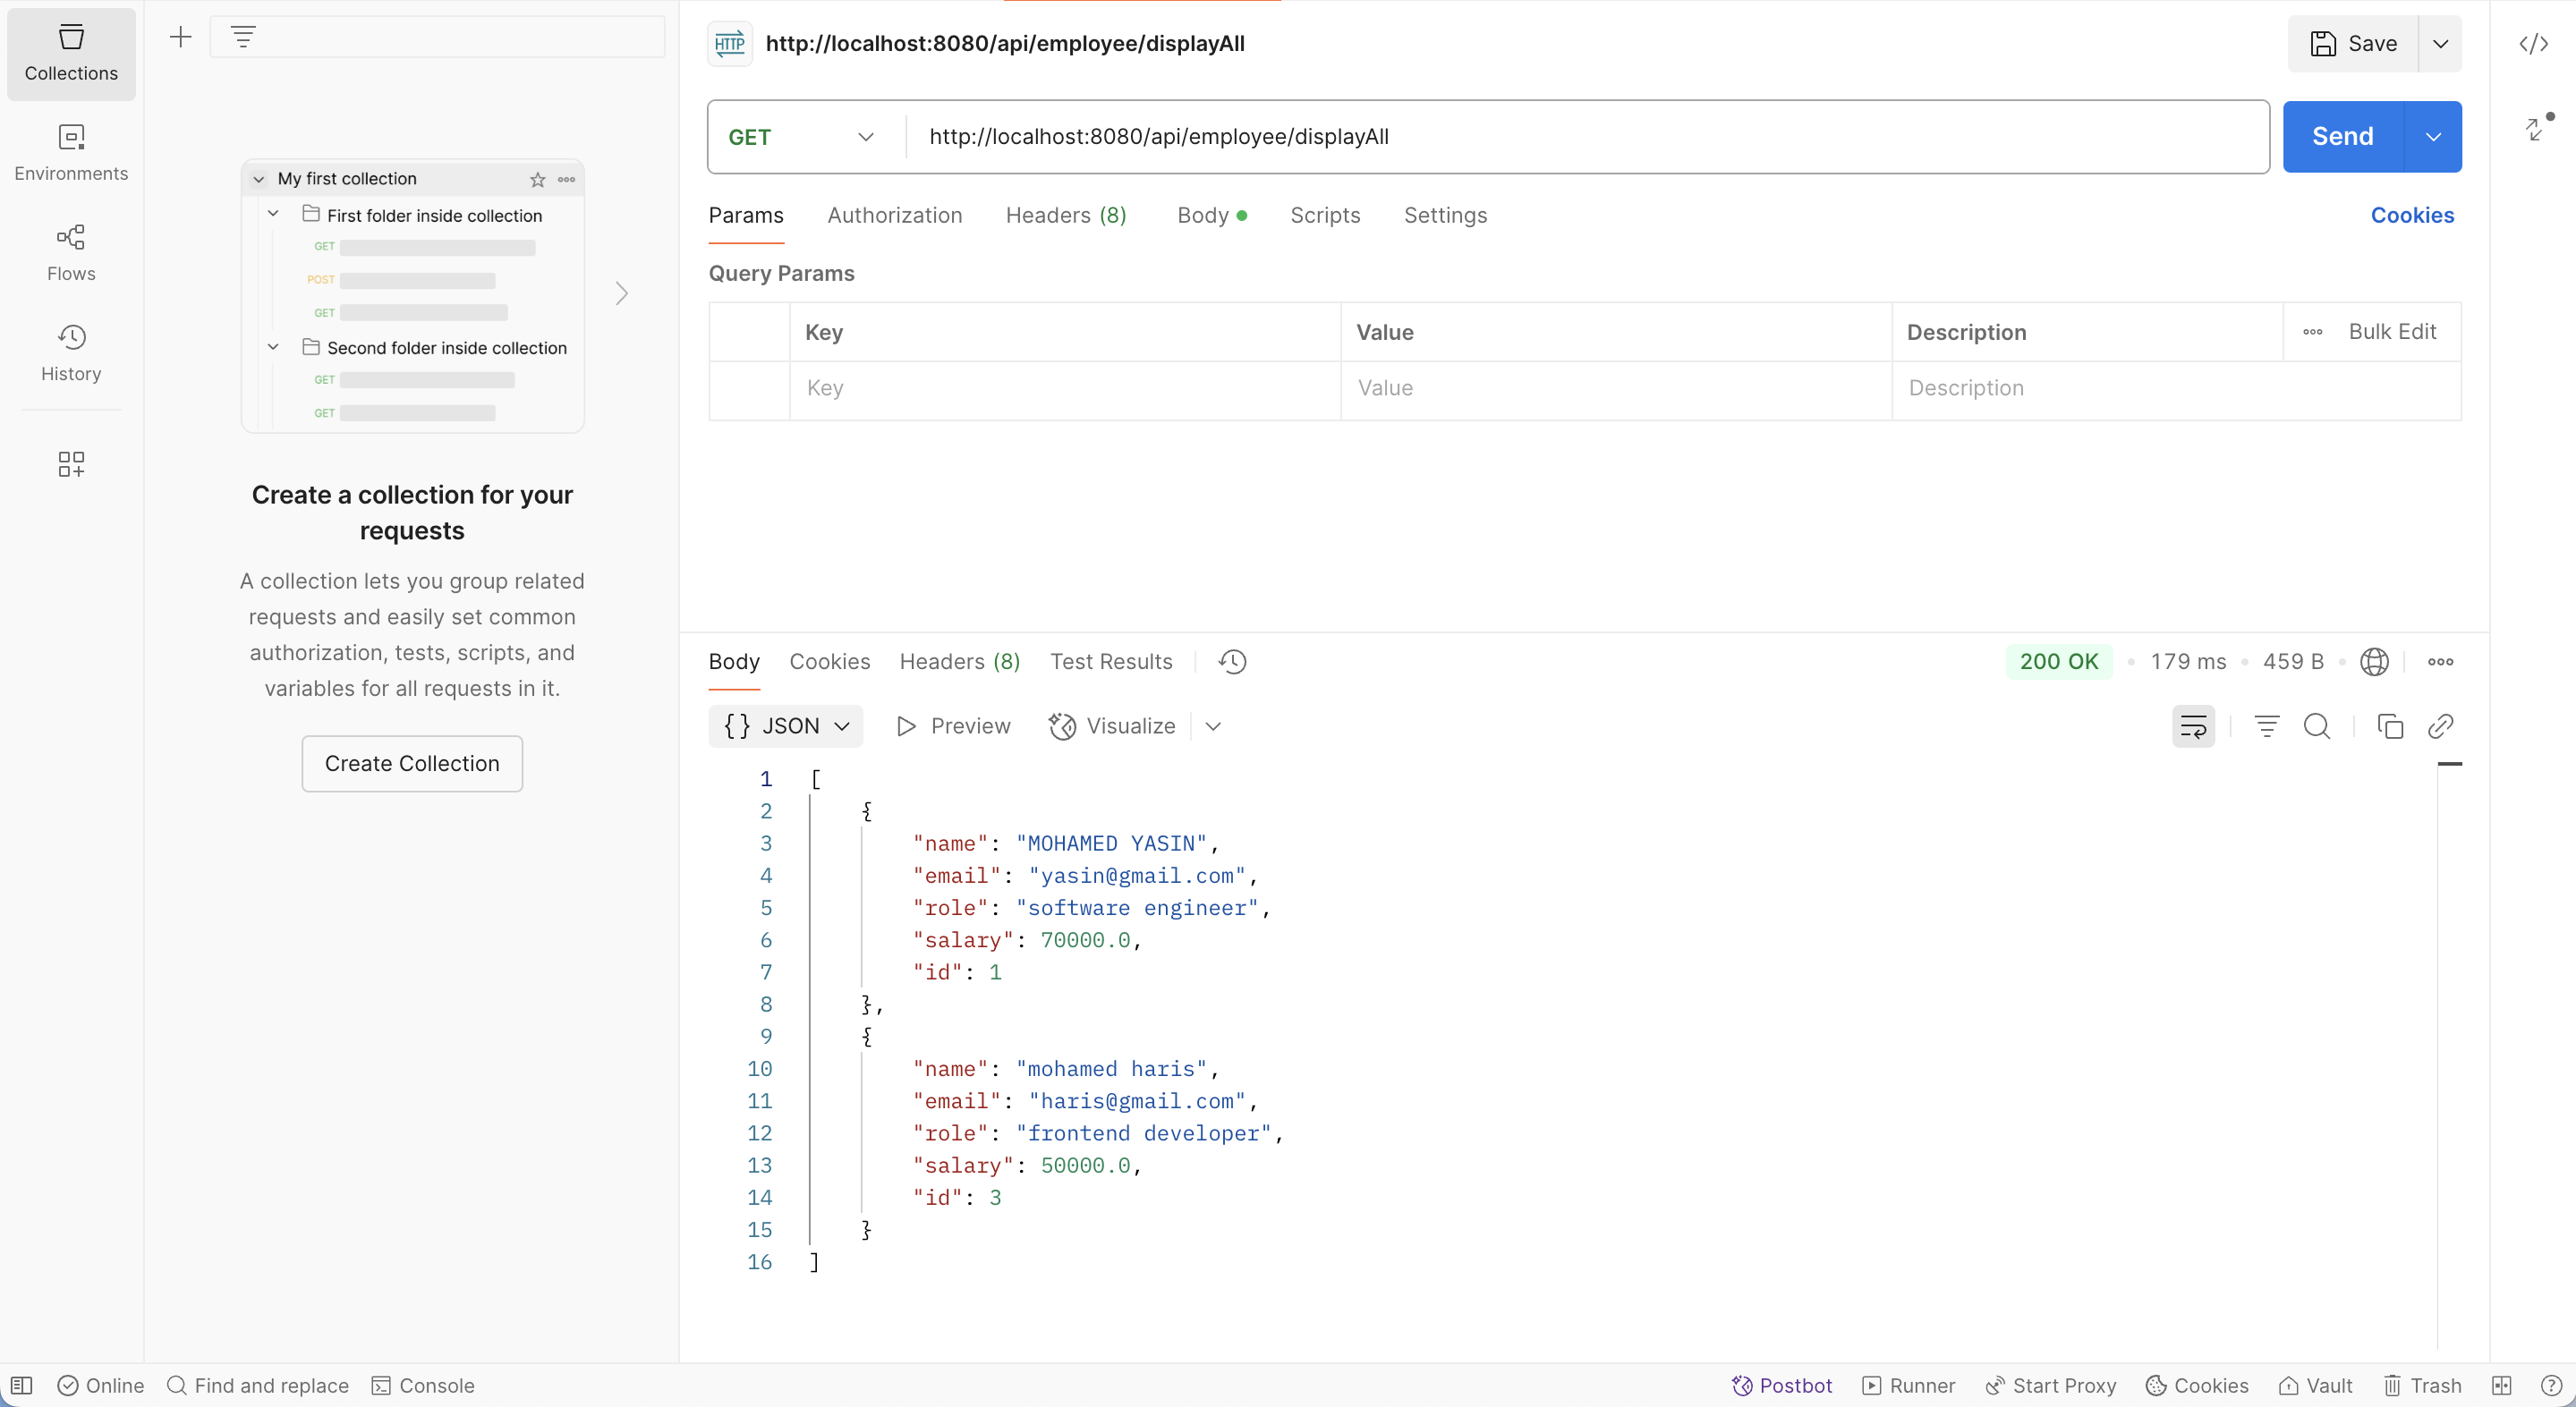 Collections
Environments
Flows
History
My first collection
First folder inside collection
GET
POST
GET
Second folder inside collection
GET
GET
Create a collection for your
requests
A collection lets you group related
requests and easily set common
authorization, tests, scripts, and
variables for all requests in it.
Create Collection
HTTP http://localhost:8080/api/employee/displayAll
Save
GET http://localhost:8080/api/employee/displayAll
Send
Params Authorization Headers (8) Body Scripts Settings Cookies
Query Params
Key Value Description Bulk Edit
Key Value Description
Body Cookies Headers (8) Test Results 200 OK 179 ms 459 B
{} JSON Preview Visualize
1 [
2 {
3 "name": "MOHAMED YASIN",
4 "email": "yasin@gmail.com",
5 "role": "software engineer",
6 "salary": 70000.0,
7 "id": 1
8 },
9 {
10 "name": "mohamed haris",
11 "email": "haris@gmail.com",
12 "role": "frontend developer",
13 "salary": 50000.0,
14 "id": 3
15 }
16 ]
Online Find and replace Console Postbot Runner Start Proxy Cookies Vault Trash